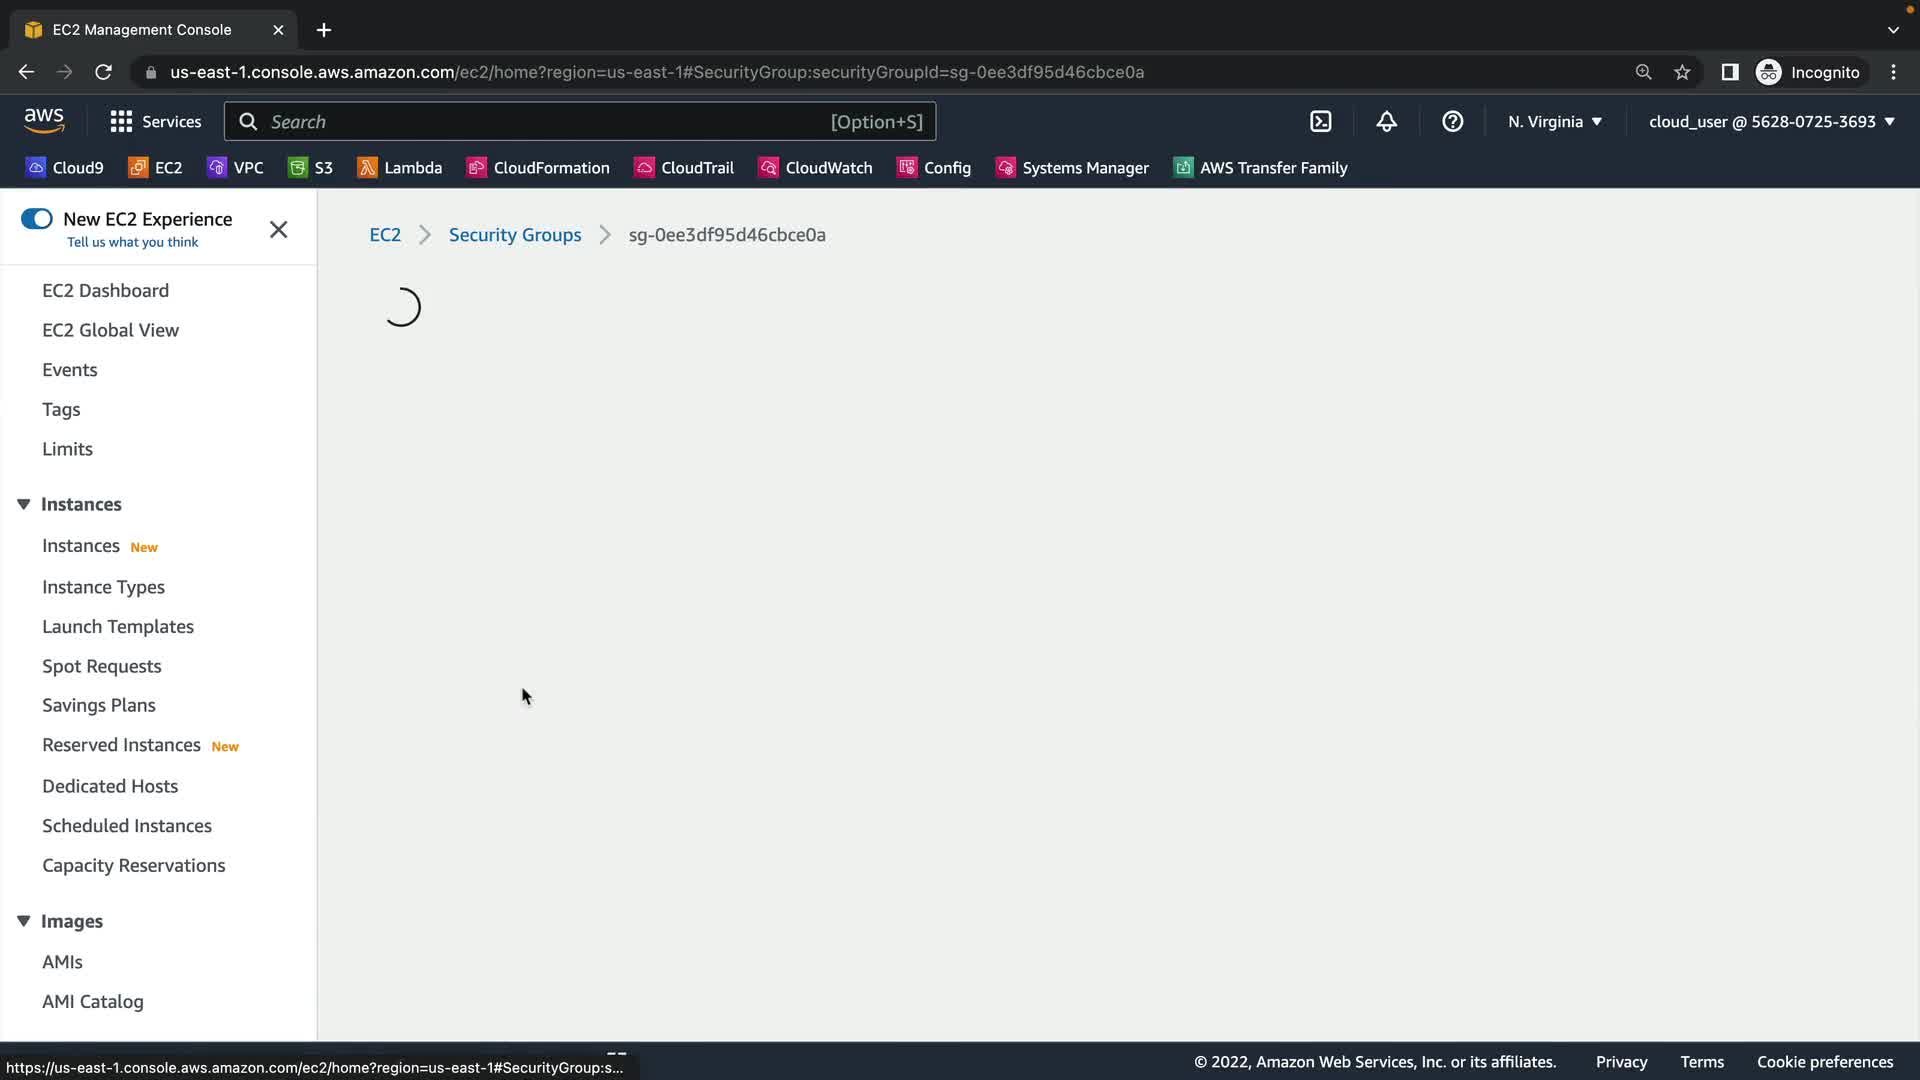 EC2 Management Console
us-east-1.console.aws.amazon.com/ec2/home?region=us-east-1#SecurityGroup:securityGroupId=sg-0ee3df95d46cbce0a
Incognito
aws
Services
Search
[Option+S]
N. Virginia
cloud_user @ 5628-0725-3693
Cloud9
EC2
VPC
S3
Lambda
CloudFormation
CloudTrail
CloudWatch
Config
Systems Manager
AWS Transfer Family
New EC2 Experience
Tell us what you think
EC2 Dashboard
EC2 Global View
Events
Tags
Limits
Instances
Instances New
Instance Types
Launch Templates
Spot Requests
Savings Plans
Reserved Instances New
Dedicated Hosts
Scheduled Instances
Capacity Reservations
Images
AMIs
AMI Catalog
EC2 > Security Groups > sg-0ee3df95d46cbce0a
https://us-east-1.console.aws.amazon.com/ec2/home?region=us-east-1#SecurityGroup:s...
© 2022, Amazon Web Services, Inc. or its affiliates.
Privacy
Terms
Cookie preferences